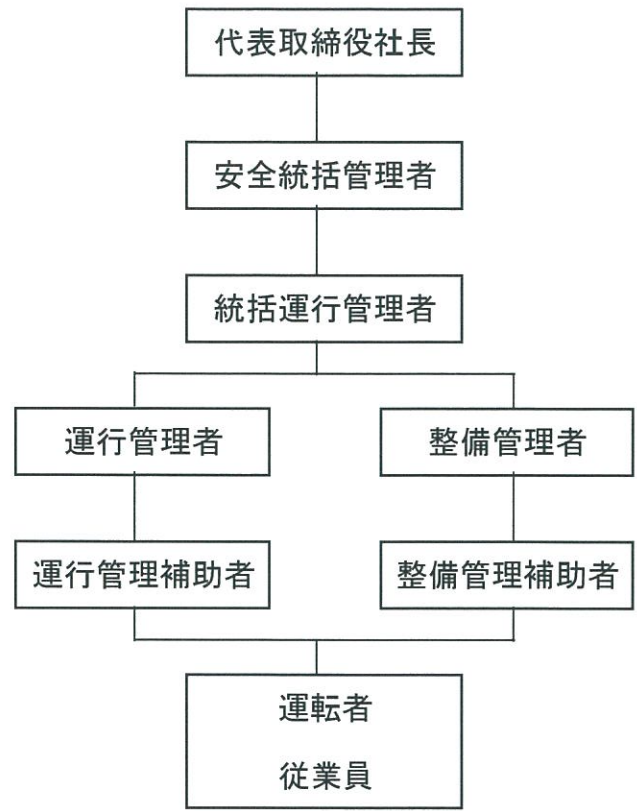 代表取締役社長
安全統括管理者
統括運行管理者
運行管理者
整備管理者
運行管理補助者
整備管理補助者
運転者
従業員